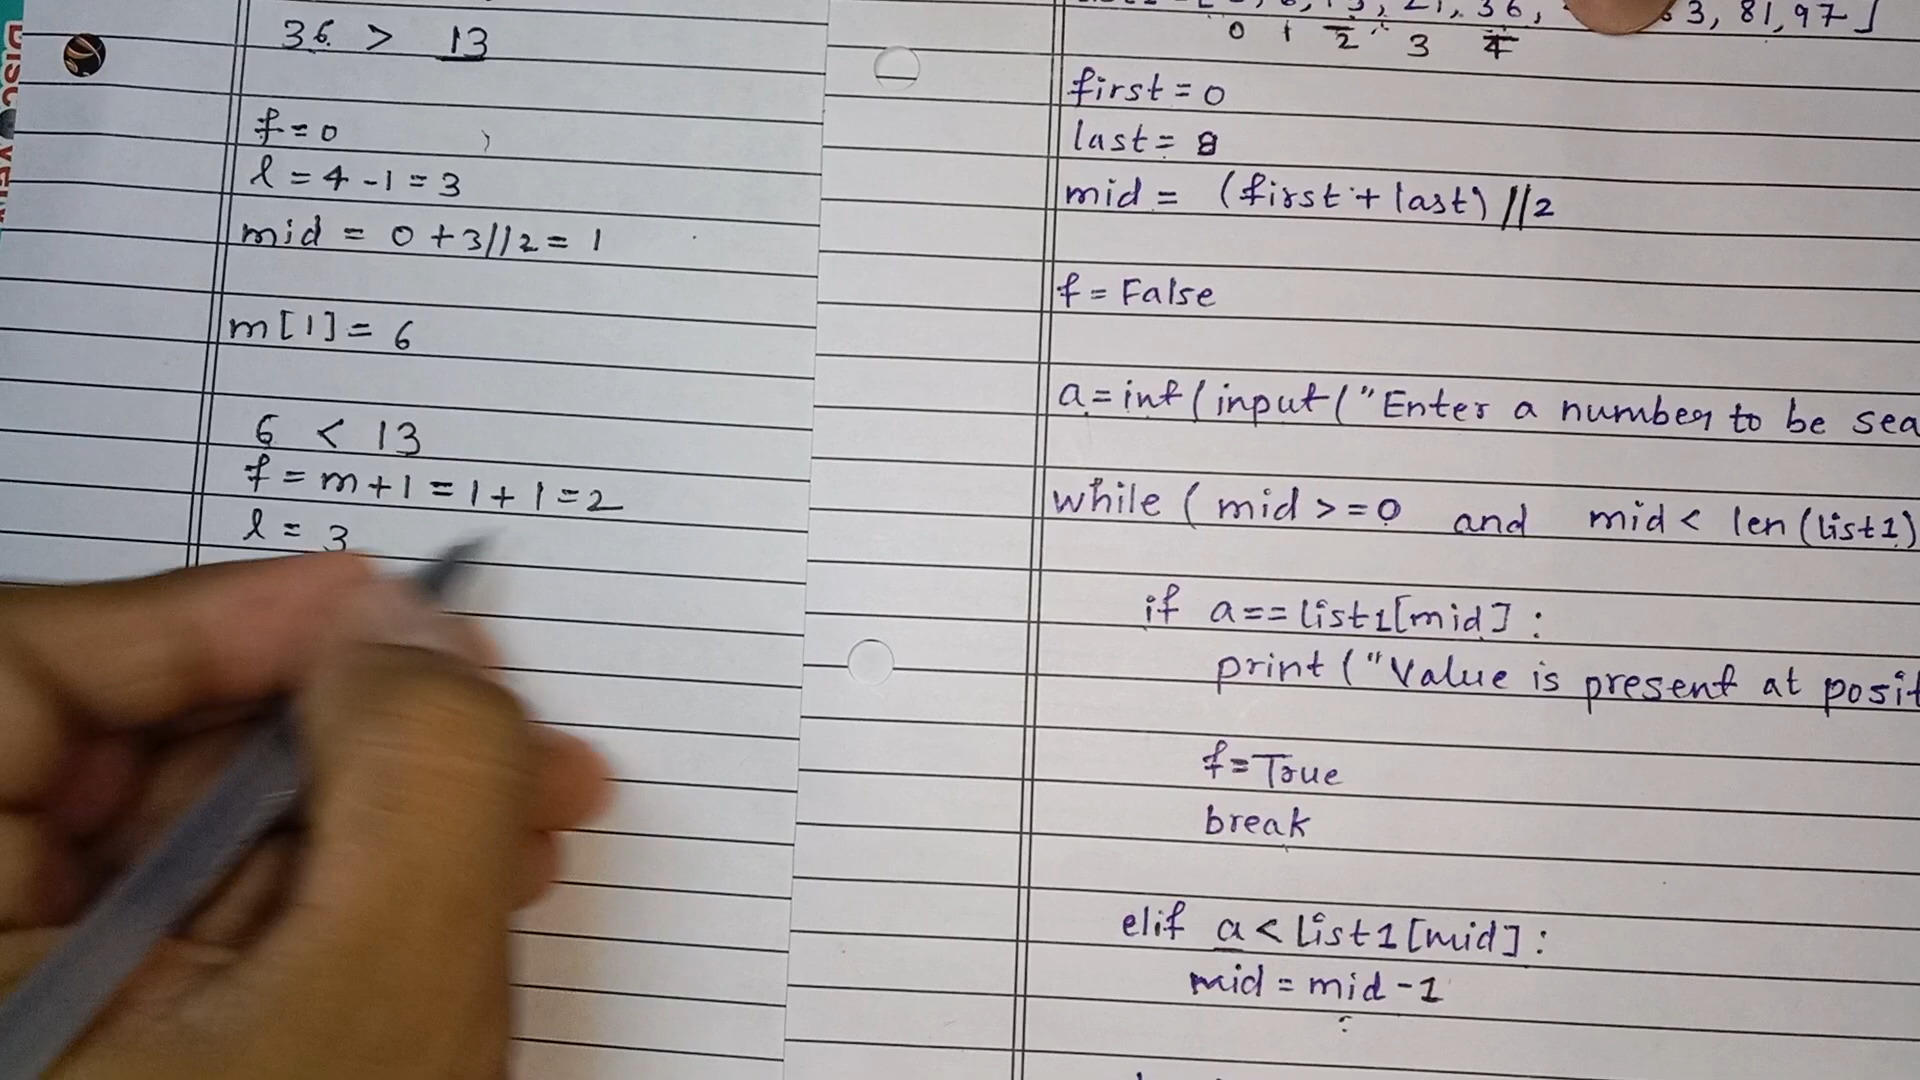 36 > 13
f = 0
l = 4 - 1 = 3
mid = 0 + 3//2 = 1
m[1] = 6
6 < 13
f = m + 1 = 1 + 1 = 2
l = 3
21, 36, 3, 81, 97]
0 1 2 3 4
first = 0
last = 8
mid = (first + last) //2
f = False
a = int(input("Enter a number to be sea
while (mid >= 0 and mid < len(list1)
if a == list1[mid]:
print("Value is present at posit
f = True
break
elif a < list1[mid]:
mid = mid - 1